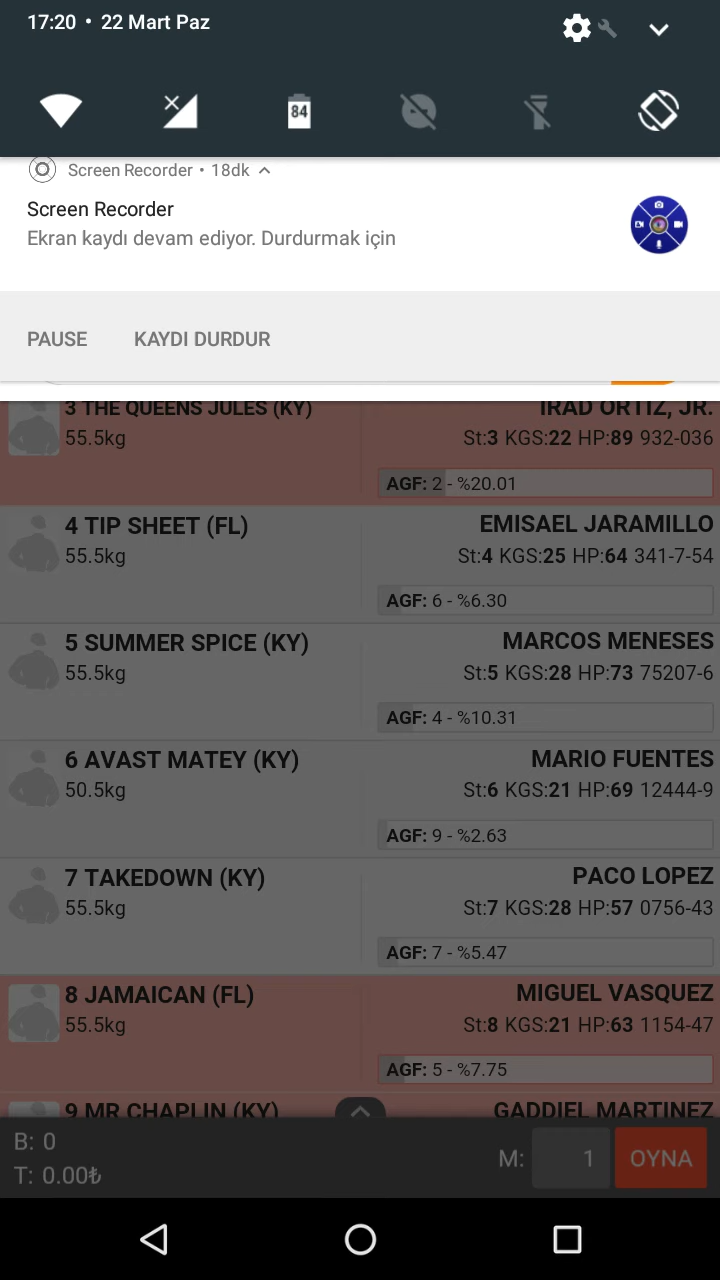 17:20 • 22 Mart Paz
84
Screen Recorder • 18dk
Screen Recorder
Ekran kaydı devam ediyor. Durdurmak için
PAUSE KAYDI DURDUR
3 THE QUEENS JULES (KY) IRAD ORTIZ, JR.
55.5kg St:3 KGS:22 HP:89 932-036
AGF: 2 - %20.01
4 TIP SHEET (FL) EMISAEL JARAMILLO
55.5kg St:4 KGS:25 HP:64 341-7-54
AGF: 6 - %6.30
5 SUMMER SPICE (KY) MARCOS MENESES
55.5kg St:5 KGS:28 HP:73 75207-6
AGF: 4 - %10.31
6 AVAST MATEY (KY) MARIO FUENTES
50.5kg St:6 KGS:21 HP:69 12444-9
AGF: 9 - %2.63
7 TAKEDOWN (KY) PACO LOPEZ
55.5kg St:7 KGS:28 HP:57 0756-43
AGF: 7 - %5.47
8 JAMAICAN (FL) MIGUEL VASQUEZ
55.5kg St:8 KGS:21 HP:63 1154-47
AGF: 5 - %7.75
9 MR CHAPLIN (KY) GADDIEL MARTINEZ
B: 0
T: 0.00₺
M: 1 OYNA